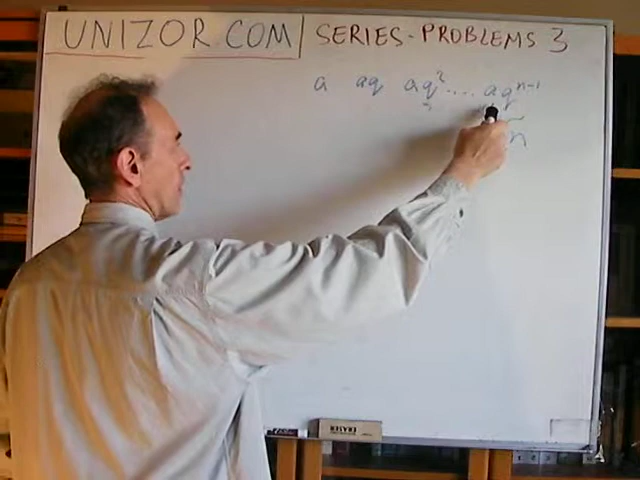 UNIZOR.COM | SERIES-PROBLEMS 3
a aq aq² .... aqⁿ⁻¹
n